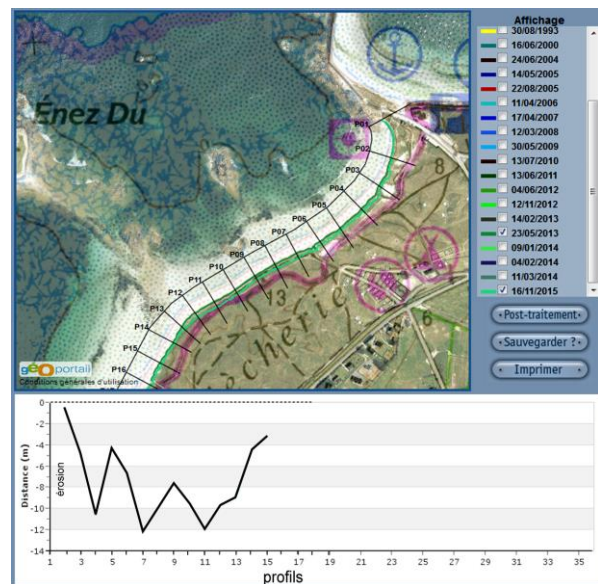 Affichage
30/08/1993
16/06/2000
24/06/2004
14/05/2005
22/08/2005
11/04/2006
17/04/2007
12/03/2008
30/05/2009
13/07/2010
13/06/2011
04/06/2012
12/11/2012
14/02/2013
23/05/2013
09/01/2014
04/02/2014
11/03/2014
16/11/2015
Post-traitement
Sauvegarder ?
Imprimer
Énez Du
P01
P02
P03
P04
P05
P06
P07
P08
P09
P10
P11
P12
P13
P14
P15
P16
8
13
6
géoportail
Conditions générales d'utilisation
Distance (m)
érosion
0
-2
-4
-6
-8
-10
-12
-14
1 3 5 7 9 11 13 15 17 19 21 23 25 27 29 31 33 35
profils